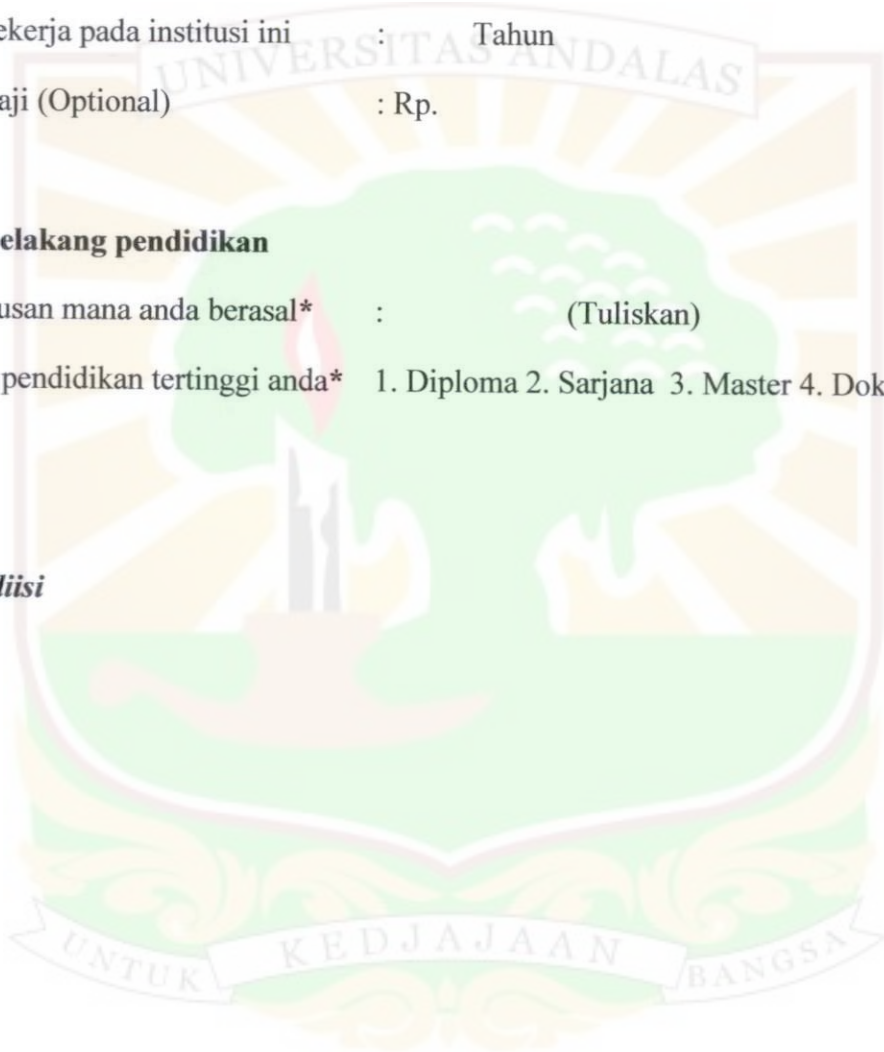 ekerja pada institusi ini : Tahun
UNIVERSITAS ANDALAS
aji (Optional) : Rp.
elakang pendidikan
usan mana anda berasal* : (Tuliskan)
pendidikan tertinggi anda* 1. Diploma 2. Sarjana 3. Master 4. Dok
liisi
UNTUK KEDJAJAAN BANGSA